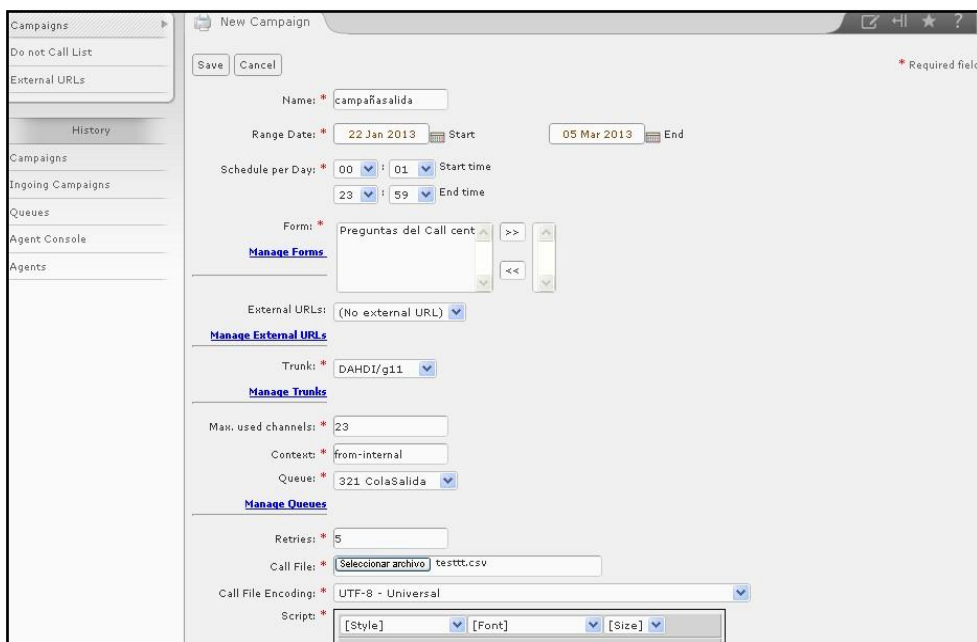 Campaigns
Do not Call List
External URLs
History
Campaigns
Ingoing Campaigns
Queues
Agent Console
Agents
New Campaign
?
Save Cancel
* Required field
Name: * campañasalida
Range Date: * 22 Jan 2013 Start 05 Mar 2013 End
Schedule per Day: * 00 : 01 Start time
23 : 59 End time
Form: * Preguntas del Call cent >>
Manage Forms
<<
External URLs: (No external URL)
Manage External URLs
Trunk: * DAHDI/g11
Manage Trunks
Max. used channels: * 23
Context: * from-internal
Queue: * 321 ColaSalida
Manage Queues
Retries: * 5
Call File: * Seleccionar archivo testtt.csv
Call File Encoding: * UTF-8 - Universal
Script: * [Style] [Font] [Size]